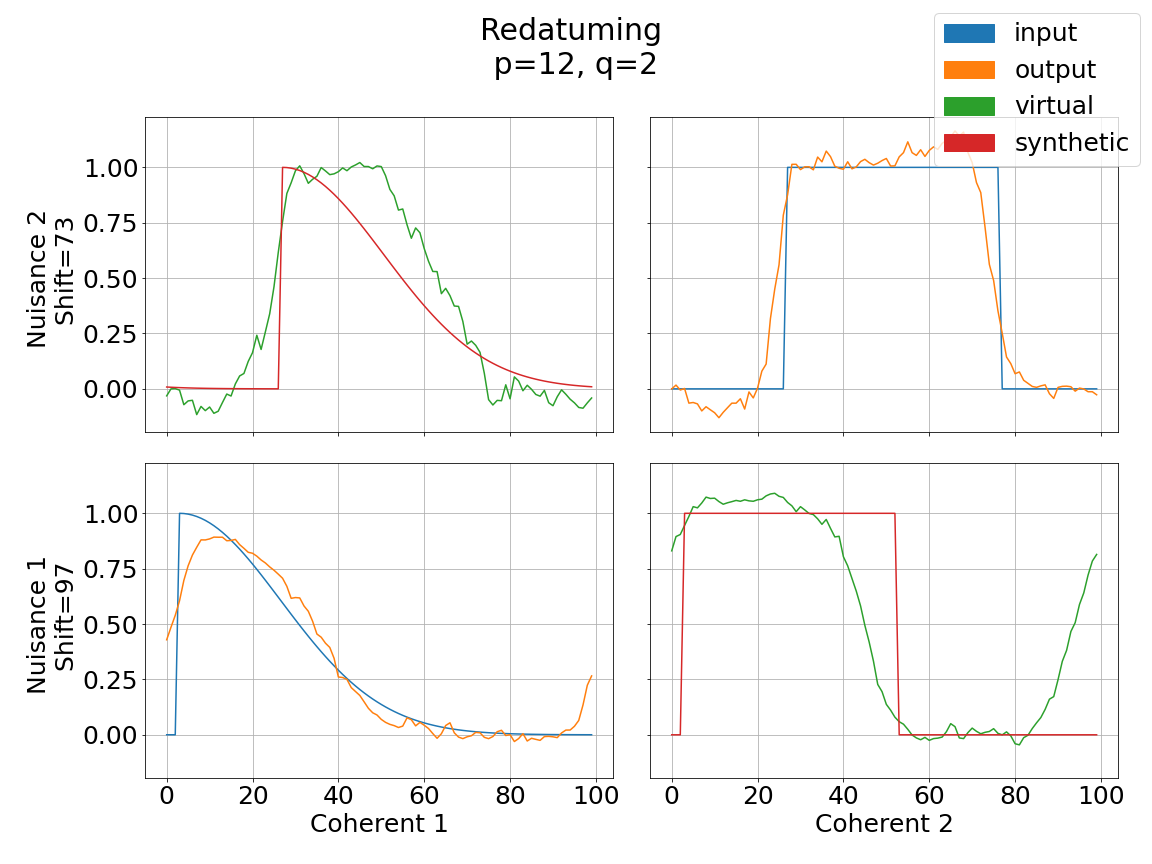 Redatuming
p=12, q=2
input
output
virtual
synthetic
Nuisance 2
Shift=73
1.00
0.75
0.50
0.25
0.00
Nuisance 1
Shift=97
1.00
0.75
0.50
0.25
0.00
0 20 40 60 80 100
0 20 40 60 80 100
Coherent 1
Coherent 2